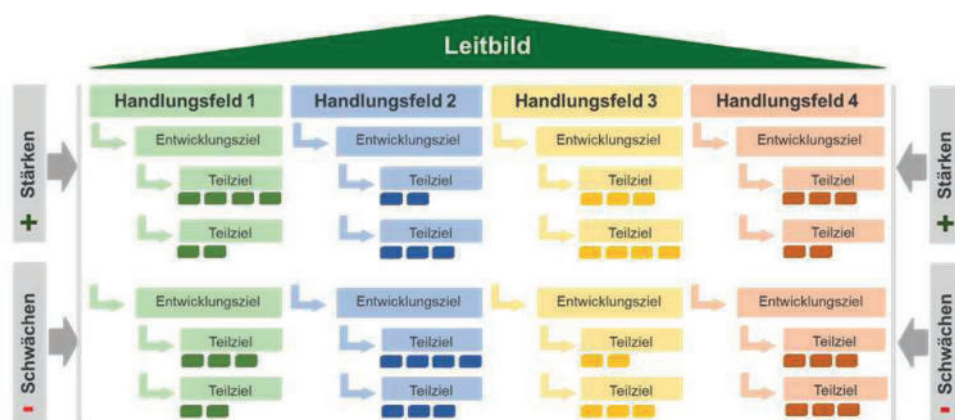 Leitbild
Handlungsfeld 1 Handlungsfeld 2 Handlungsfeld 3 Handlungsfeld 4
+ Stärken
+ Stärken
Entwicklungsziel Entwicklungsziel Entwicklungsziel Entwicklungsziel
Teilziel Teilziel Teilziel Teilziel
Teilziel Teilziel Teilziel Teilziel
- Schwächen
- Schwächen
Entwicklungsziel Entwicklungsziel Entwicklungsziel Entwicklungsziel
Teilziel Teilziel Teilziel Teilziel
Teilziel Teilziel Teilziel Teilziel